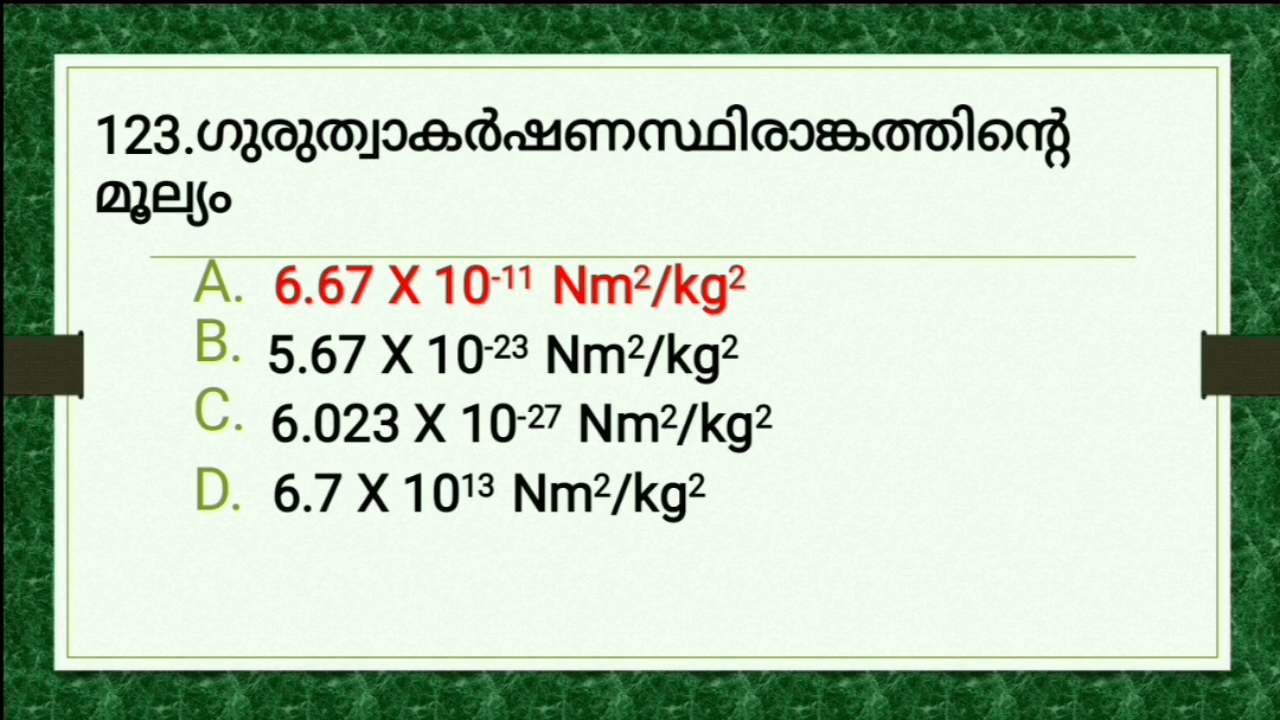 123.ഗുരുത്വാകർഷണസ്ഥിരാങ്കത്തിന്റെ
മൂല്യം
A. 6.67 X 10⁻¹¹ Nm²/kg²
B. 5.67 X 10⁻²³ Nm²/kg²
C. 6.023 X 10⁻²⁷ Nm²/kg²
D. 6.7 X 10¹³ Nm²/kg²